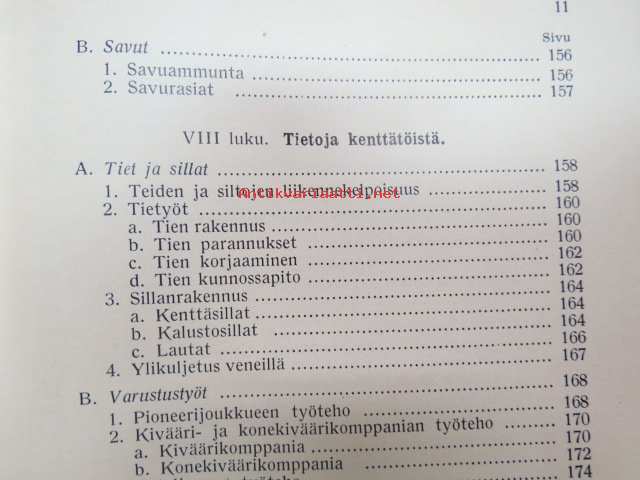 11
Sivu
B. Savut 156
1. Savuammunta 156
2. Savurasiat 157
VIII luku. Tietoja kenttätöistä.
A. Tiet ja sillat 158
1. Teiden ja siltojen liikennekelpoisuus 158
Antikvariaatti.net
2. Tietyöt 160
a. Tien rakennus 160
b. Tien parannukset 160
c. Tien korjaaminen 162
d. Tien kunnossapito 162
3. Sillanrakennus 164
a. Kenttäsillat 164
b. Kalustosillat 164
c. Lautat 166
4. Ylikuljetus veneillä 167
B. Varustustyöt 168
1. Pioneerijoukkueen työteho 168
2. Kivääri- ja konekiväärikomppanian työteho 170
a. Kiväärikomppania 170
b. Konekiväärikomppania 172
174